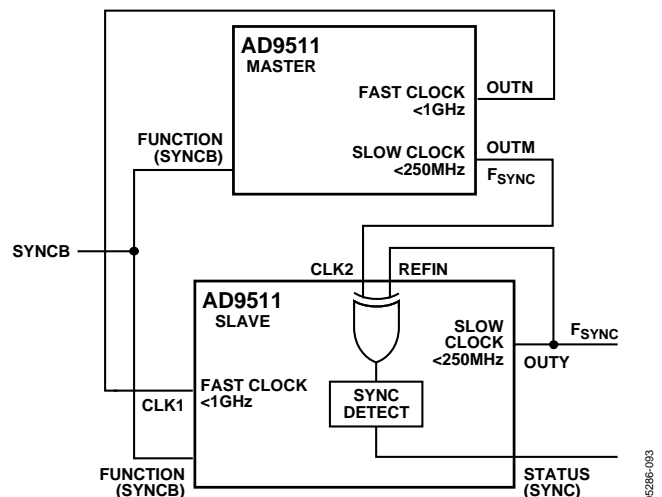 AD9511
MASTER
FAST CLOCK
<1GHz
OUTN
FUNCTION
(SYNCB)
SLOW CLOCK
<250MHz
OUTM
FSYNC
SYNCB
CLK2
REFIN
AD9511
SLAVE
SLOW
CLOCK
<250MHz
FSYNC
OUTY
FAST CLOCK
<1GHz
CLK1
SYNC
DETECT
FUNCTION
(SYNCB)
STATUS
(SYNC)
05286-093